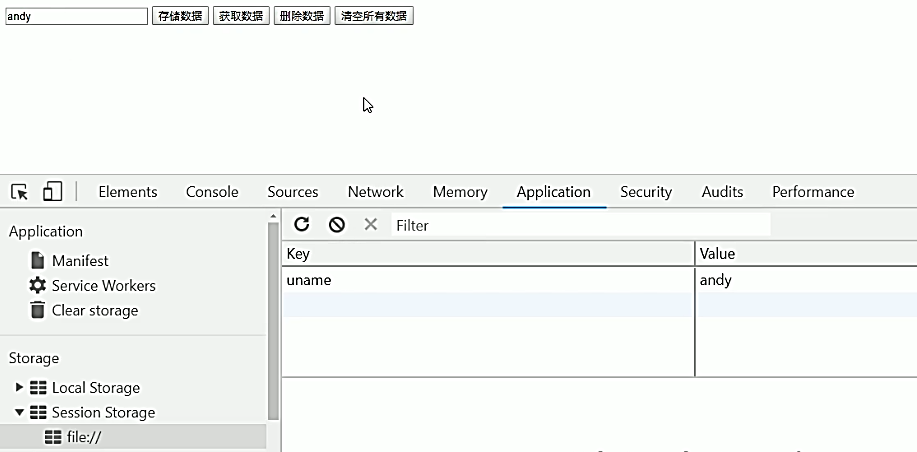 andy 存储数据 获取数据 删除数据 清空所有数据
Elements Console Sources Network Memory Application Security Audits Performance
Application
Manifest
Service Workers
Clear storage
Storage
Local Storage
Session Storage
file://
Filter
Key Value
uname andy